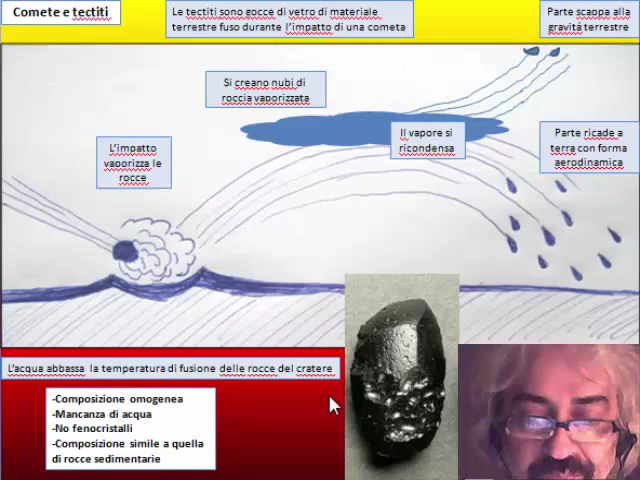 Comete e tectiti
Le tectiti sono gocce di vetro di materiale
terrestre fuso durante l'impatto di una cometa
Parte scappa alla
gravità terrestre
Si creano nubi di
roccia vaporizzata
L'impatto
vaporizza le
rocce
Il vapore si
ricondensa
Parte ricade a
terra con forma
aerodinamica
L'acqua abbassa la temperatura di fusione delle rocce del cratere
-Composizione omogenea
-Mancanza di acqua
-No fenocristalli
-Composizione simile a quella
di rocce sedimentarie